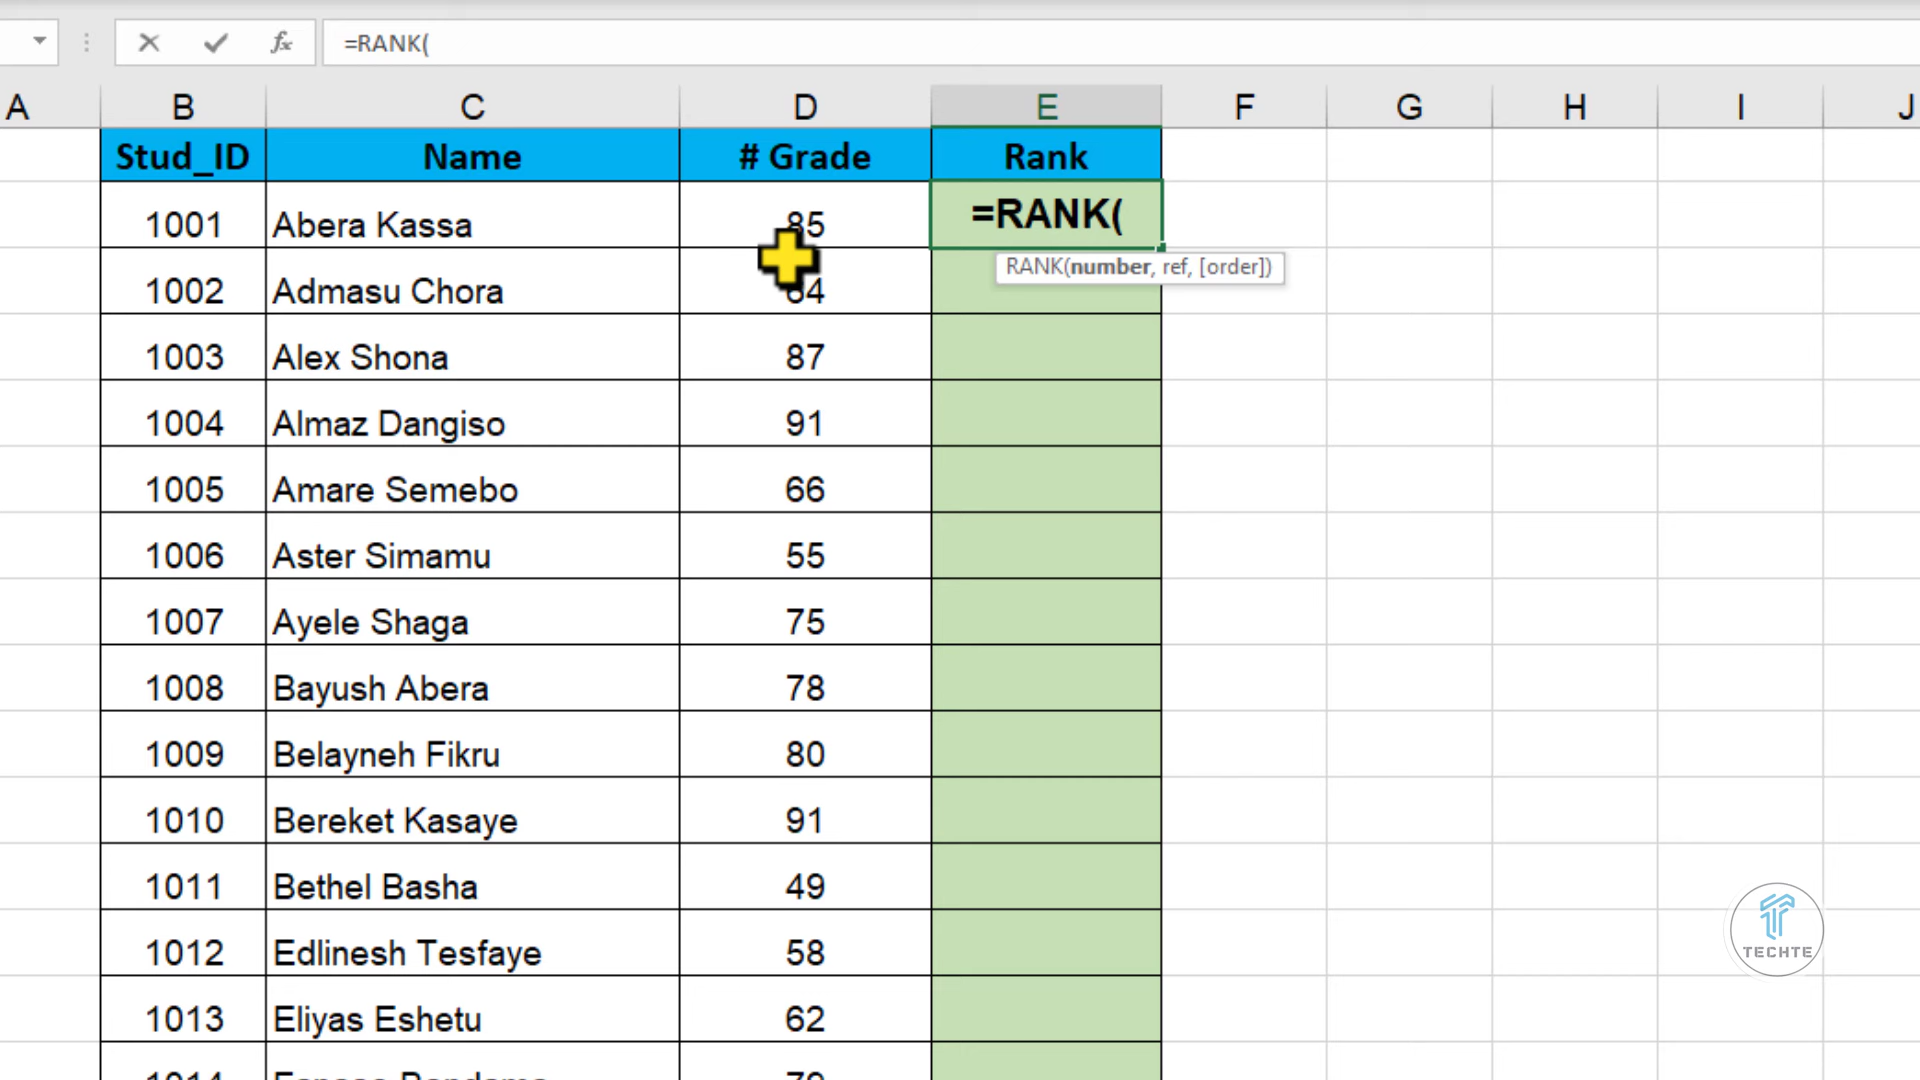 =RANK(
A B C D E F G H I J
Stud_ID Name # Grade Rank
1001 Abera Kassa 85 =RANK(
RANK(number, ref, [order])
1002 Admasu Chora
1003 Alex Shona 87
1004 Almaz Dangiso 91
1005 Amare Semebo 66
1006 Aster Simamu 55
1007 Ayele Shaga 75
1008 Bayush Abera 78
1009 Belayneh Fikru 80
1010 Bereket Kasaye 91
1011 Bethel Basha 49
1012 Edlinesh Tesfaye 58
1013 Eliyas Eshetu 62
TECHTE